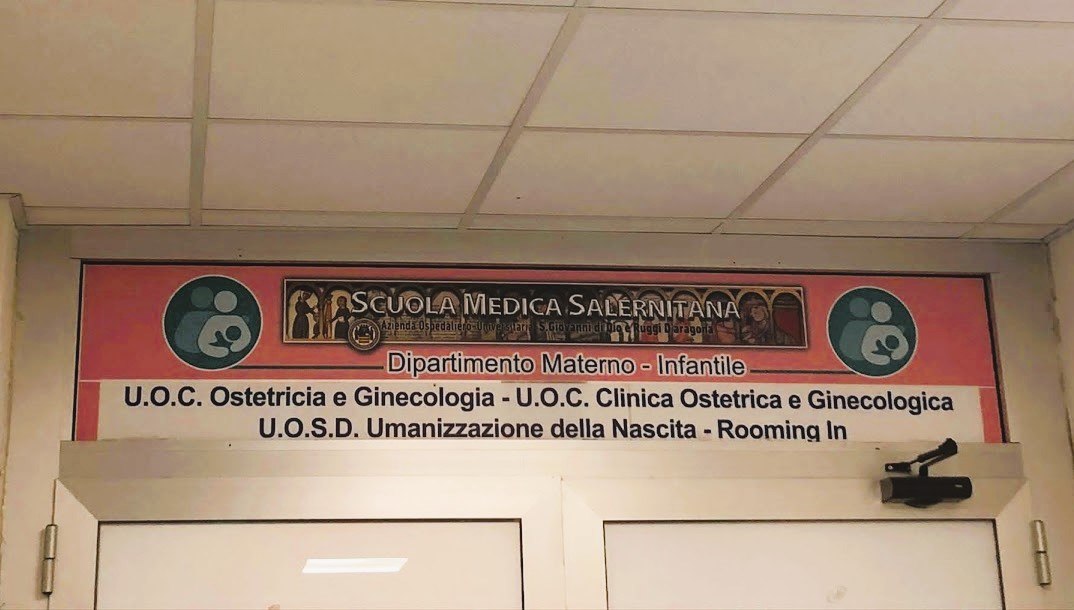 SCUOLA MEDICA SALERNITANA
Azienda Ospedaliero-Universitaria S.Giovanni di Dio e Ruggi D'aragona
Dipartimento Materno - Infantile
U.O.C. Ostetricia e Ginecologia - U.O.C. Clinica Ostetrica e Ginecologica
U.O.S.D. Umanizzazione della Nascita - Rooming In